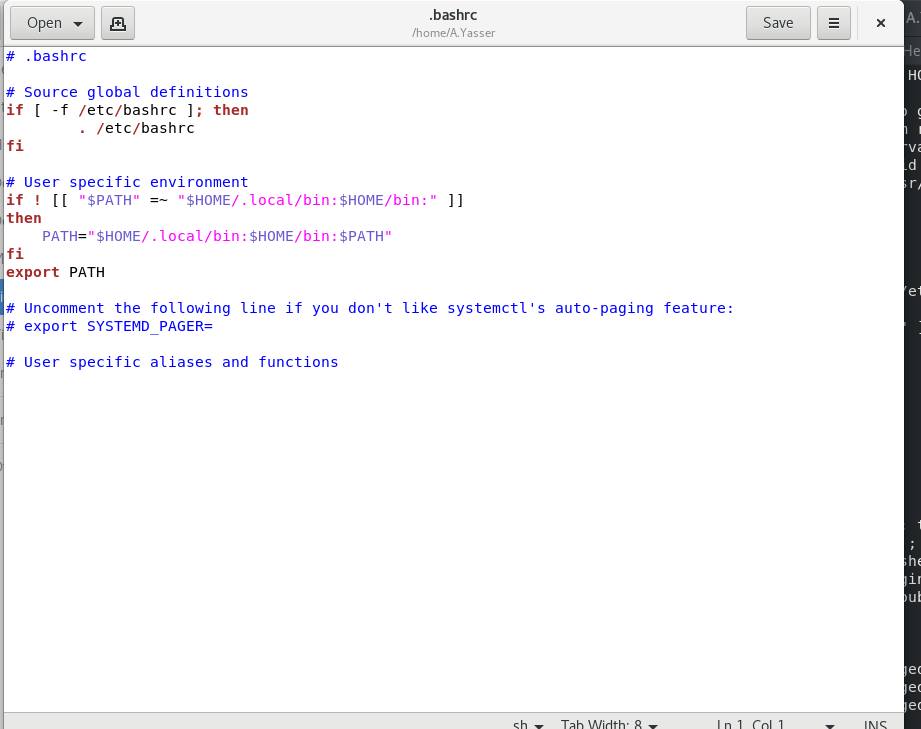 Open
.bashrc
/home/A.Yasser
Save
# .bashrc
# Source global definitions
if [ -f /etc/bashrc ]; then
        . /etc/bashrc
fi
# User specific environment
if ! [[ "$PATH" =~ "$HOME/.local/bin:$HOME/bin:" ]]
then
    PATH="$HOME/.local/bin:$HOME/bin:$PATH"
fi
export PATH
# Uncomment the following line if you don't like systemctl's auto-paging feature:
# export SYSTEMD_PAGER=
# User specific aliases and functions
sh Tab Width: 8 Ln 1, Col 1 INS